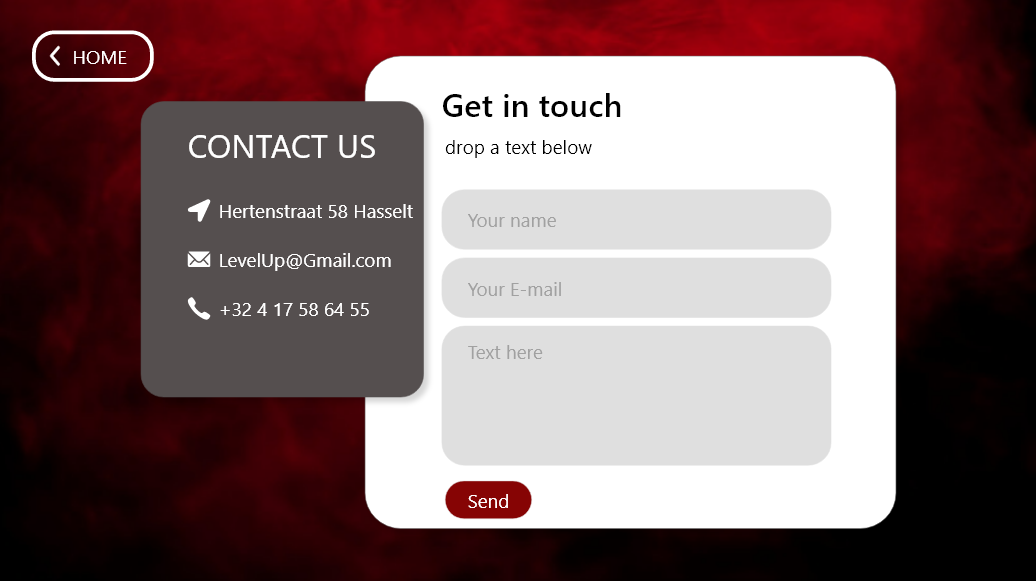 HOME
CONTACT US
Hertenstraat 58 Hasselt
LevelUp@Gmail.com
+32 4 17 58 64 55
Get in touch
drop a text below
Your name
Your E-mail
Text here
Send